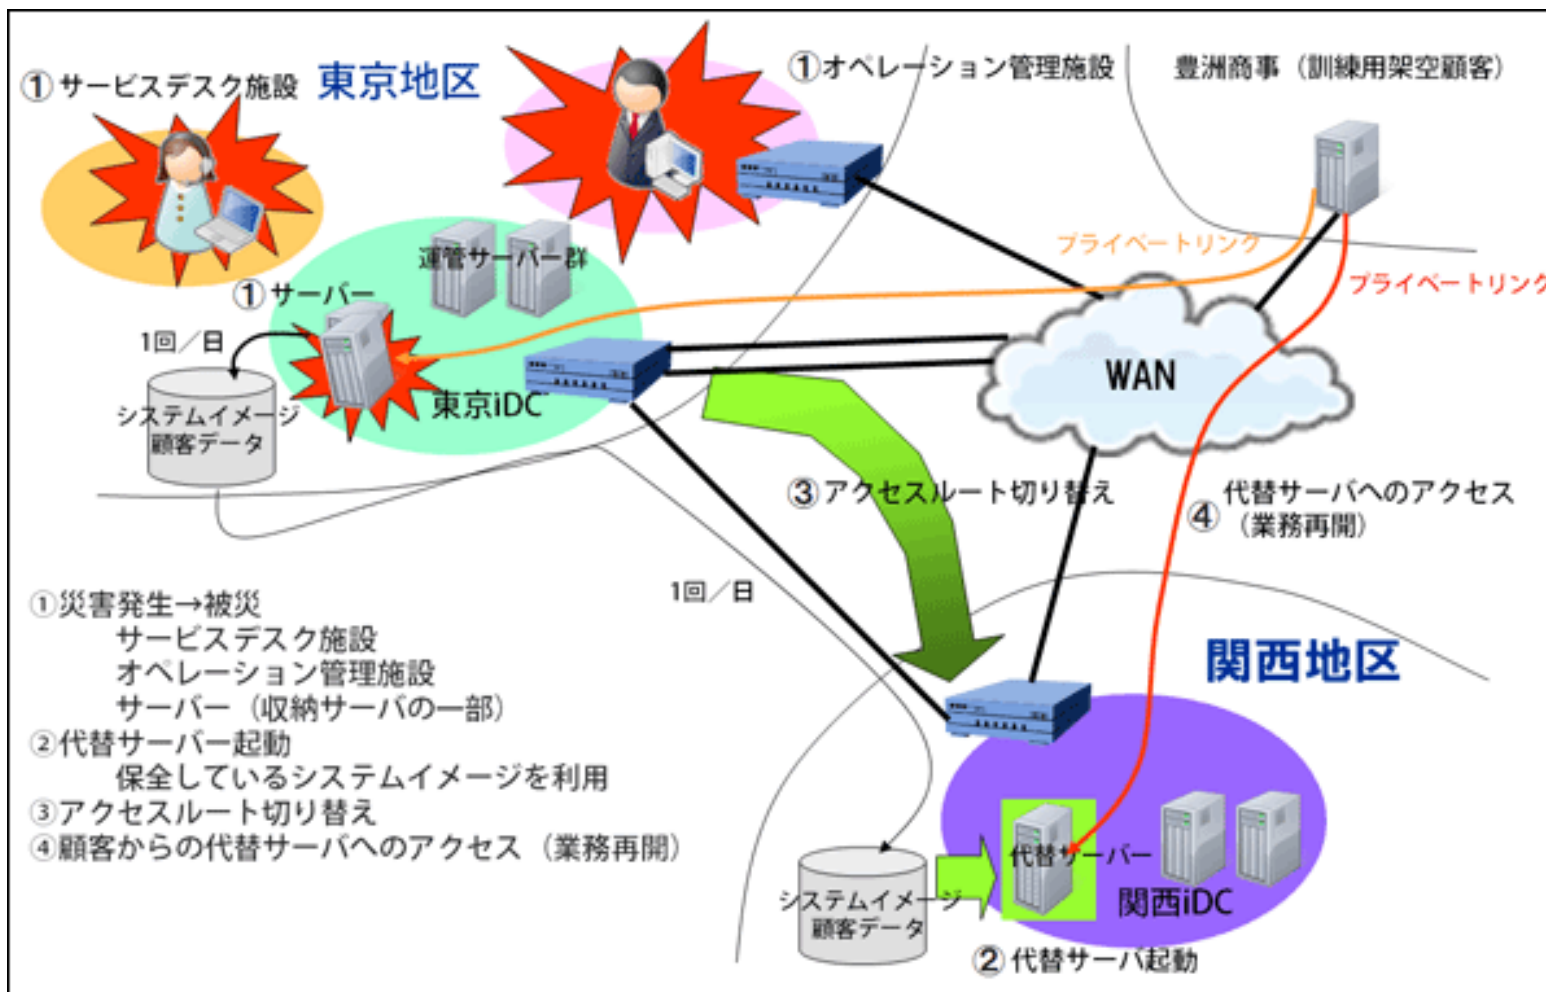 ①サービスデスク施設
東京地区
①オペレーション管理施設
豊洲商事（訓練用架空顧客）
運管サーバー群
プライベートリンク
プライベートリンク
①サーバー
1回／日
WAN
東京iDC
システムイメージ
顧客データ
③アクセスルート切り替え
④代替サーバへのアクセス
（業務再開）
1回／日
①災害発生→被災
サービスデスク施設
オペレーション管理施設
サーバー（収納サーバの一部）
②代替サーバー起動
保全しているシステムイメージを利用
③アクセスルート切り替え
④顧客からの代替サーバへのアクセス（業務再開）
関西地区
代替サーバー
関西iDC
システムイメージ
顧客データ
②代替サーバ起動